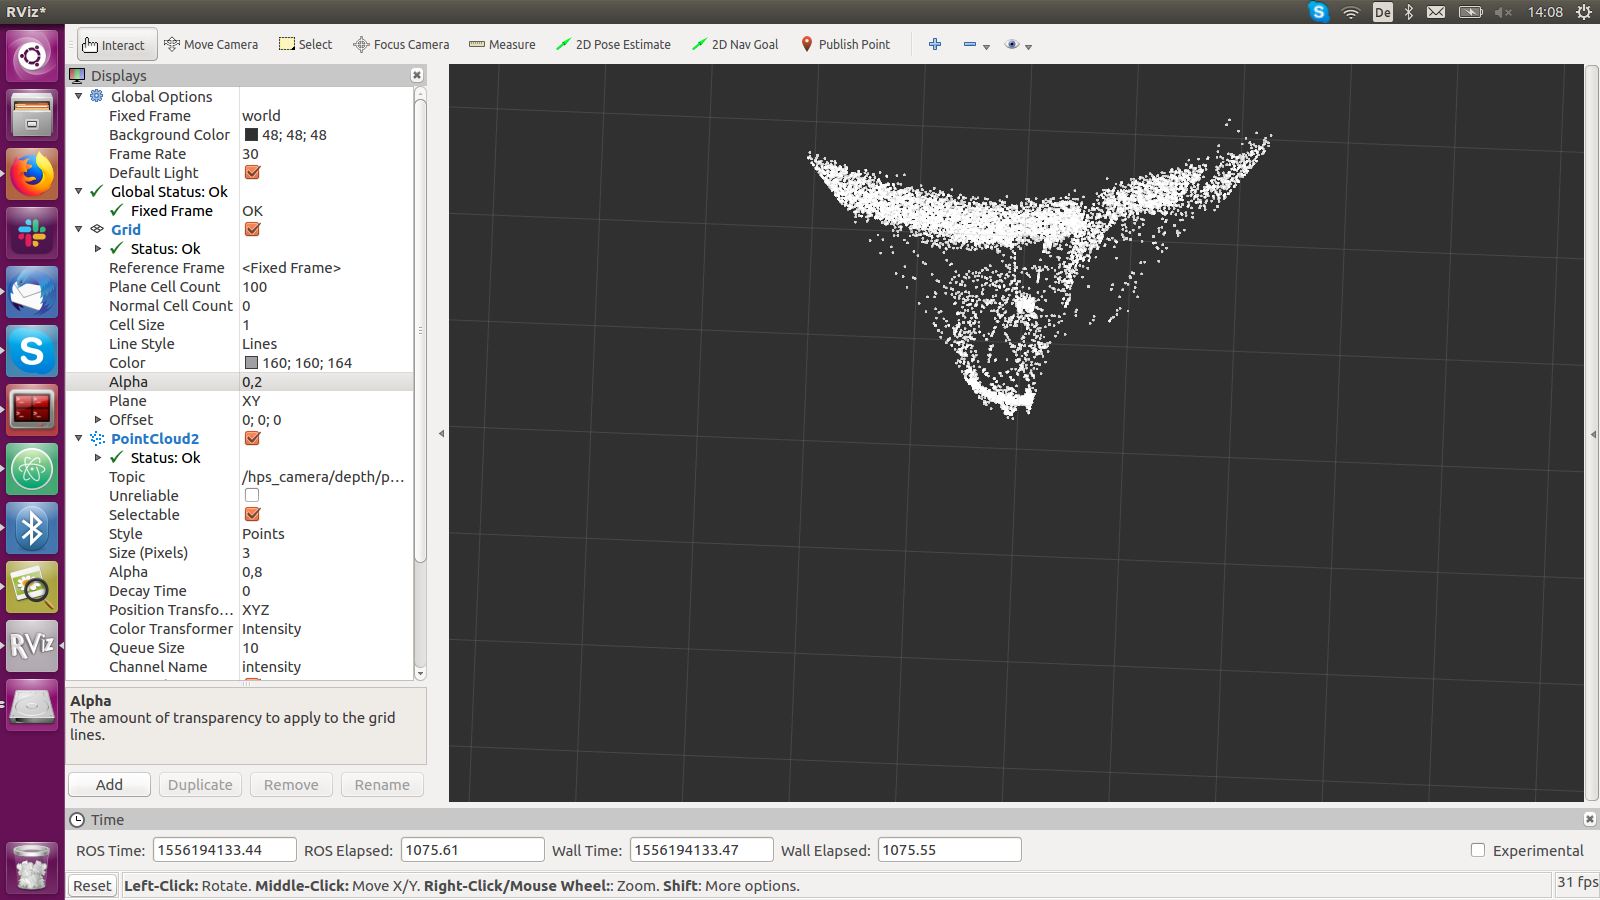 RViz*
De
14:08
Interact
Move Camera
Select
Focus Camera
Measure
2D Pose Estimate
2D Nav Goal
Publish Point
Displays
Global Options
Fixed Frame world
Background Color 48; 48; 48
Frame Rate 30
Default Light
Global Status: Ok
Fixed Frame OK
Grid
Status: Ok
Reference Frame <Fixed Frame>
Plane Cell Count 100
Normal Cell Count 0
Cell Size 1
Line Style Lines
Color 160; 160; 164
Alpha 0,2
Plane XY
Offset 0; 0; 0
PointCloud2
Status: Ok
Topic /hps_camera/depth/p...
Unreliable
Selectable
Style Points
Size (Pixels) 3
Alpha 0,8
Decay Time 0
Position Transfo... XYZ
Color Transformer Intensity
Queue Size 10
Channel Name intensity
S
RViz
Alpha
The amount of transparency to apply to the grid
lines.
Add Duplicate Remove Rename
Time
ROS Time: 1556194133.44 ROS Elapsed: 1075.61 Wall Time: 1556194133.47 Wall Elapsed: 1075.55 Experimental
Reset Left-Click: Rotate. Middle-Click: Move X/Y. Right-Click/Mouse Wheel:: Zoom. Shift: More options. 31 fps